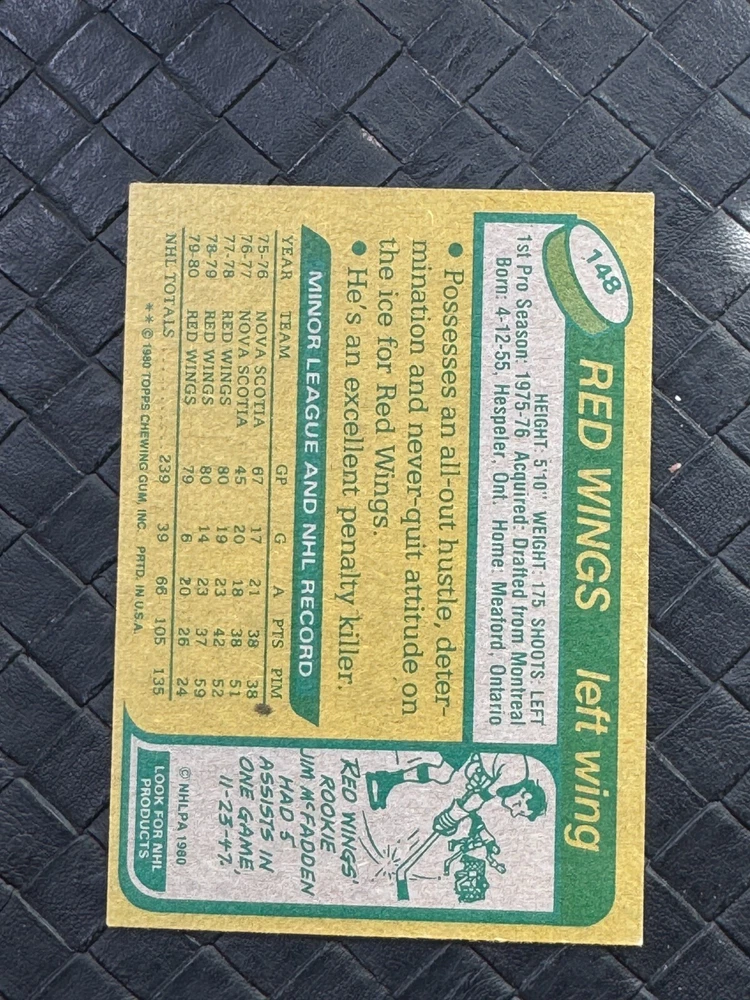 148
RED WINGS left wing
HEIGHT: 5'10" WEIGHT: 175 SHOOTS: LEFT
1st Pro Season: 1975-76 Acquired: Drafted from Montreal
Born: 4-12-55, Hespeler, Ont. Home: Meaford, Ontario
• Possesses an all-out hustle, deter-
mination and never-quit attitude on
the ice for Red Wings.
• He's an excellent penalty killer.
MINOR LEAGUE AND NHL RECORD
YEAR TEAM GP G A PTS PIM
75-76 NOVA SCOTIA 67 17 21 38 38
76-77 NOVA SCOTIA 45 20 18 38 51
77-78 RED WINGS 80 19 23 42 52
78-79 RED WINGS 80 14 23 37 59
79-80 RED WINGS 79 6 20 26 24
NHL TOTALS .......... 239 39 66 105 135
** © 1980 TOPPS CHEWING GUM, INC. PRTD. IN U.S.A.
RED WINGS'
ROOKIE
JIM McFADDEN
HAD 5
ASSISTS IN
ONE GAME,
11-23-47.
© NHLPA 1980
LOOK FOR NHL
PRODUCTS